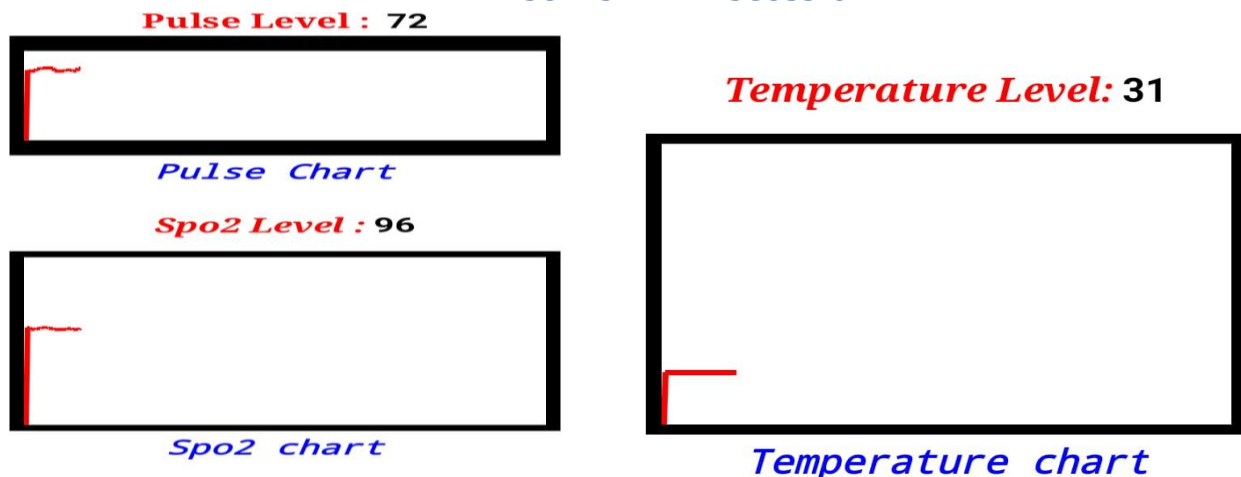 Pulse Level : 72
Pulse Chart
Spo2 Level : 96
Spo2 chart
Temperature Level: 31
Temperature chart